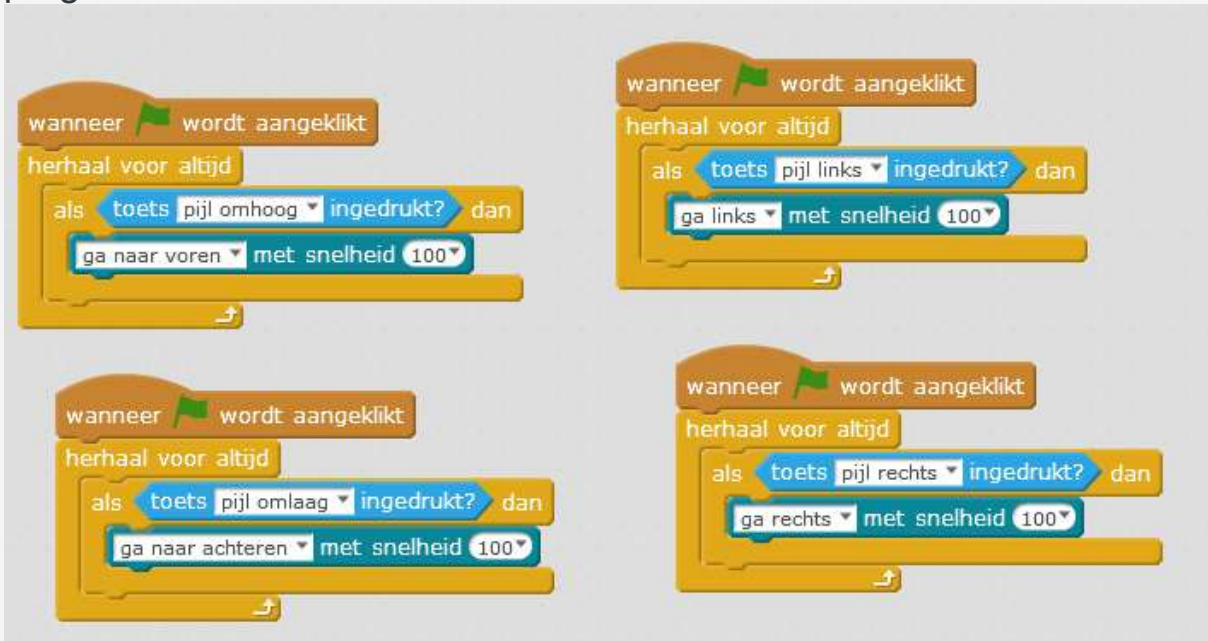 wanneer wordt aangeklikt
herhaal voor altijd
als toets pijl omhoog ingedrukt? dan
ga naar voren met snelheid 100
wanneer wordt aangeklikt
herhaal voor altijd
als toets pijl links ingedrukt? dan
ga links met snelheid 100
wanneer wordt aangeklikt
herhaal voor altijd
als toets pijl omlaag ingedrukt? dan
ga naar achteren met snelheid 100
wanneer wordt aangeklikt
herhaal voor altijd
als toets pijl rechts ingedrukt? dan
ga rechts met snelheid 100